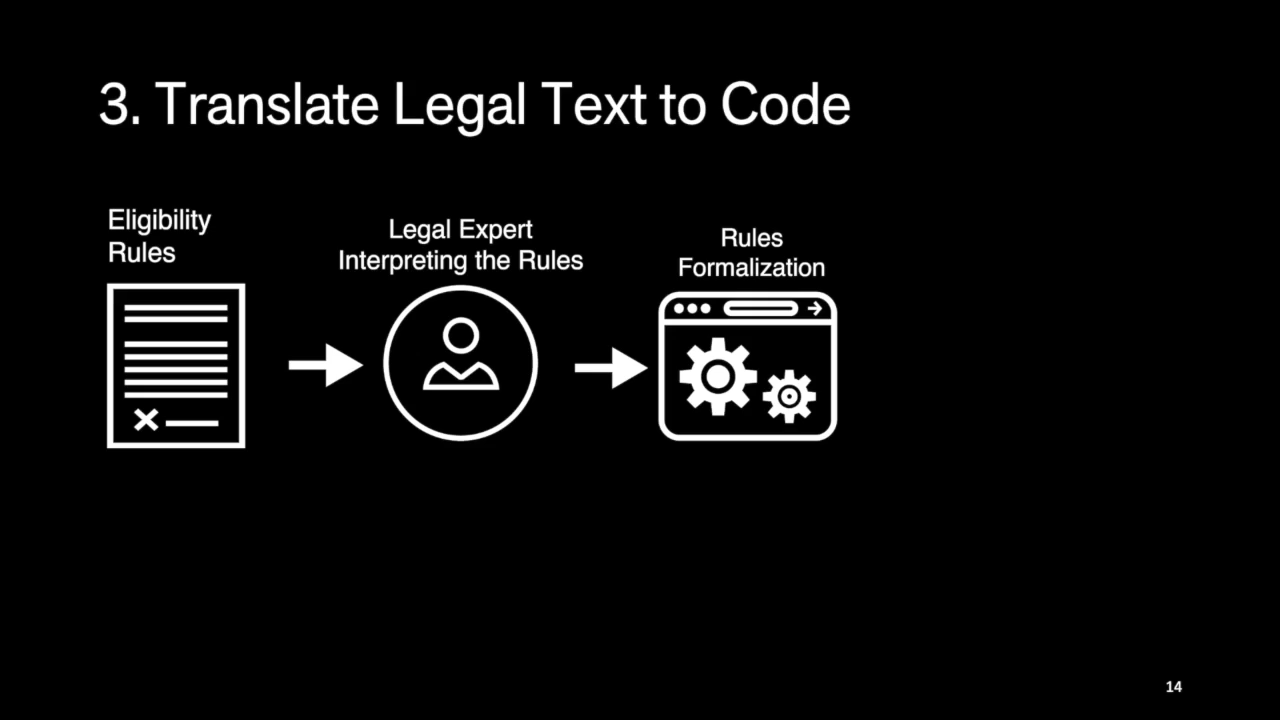 3. Translate Legal Text to Code
Eligibility
Rules
Legal Expert
Interpreting the Rules
Rules
Formalization
14